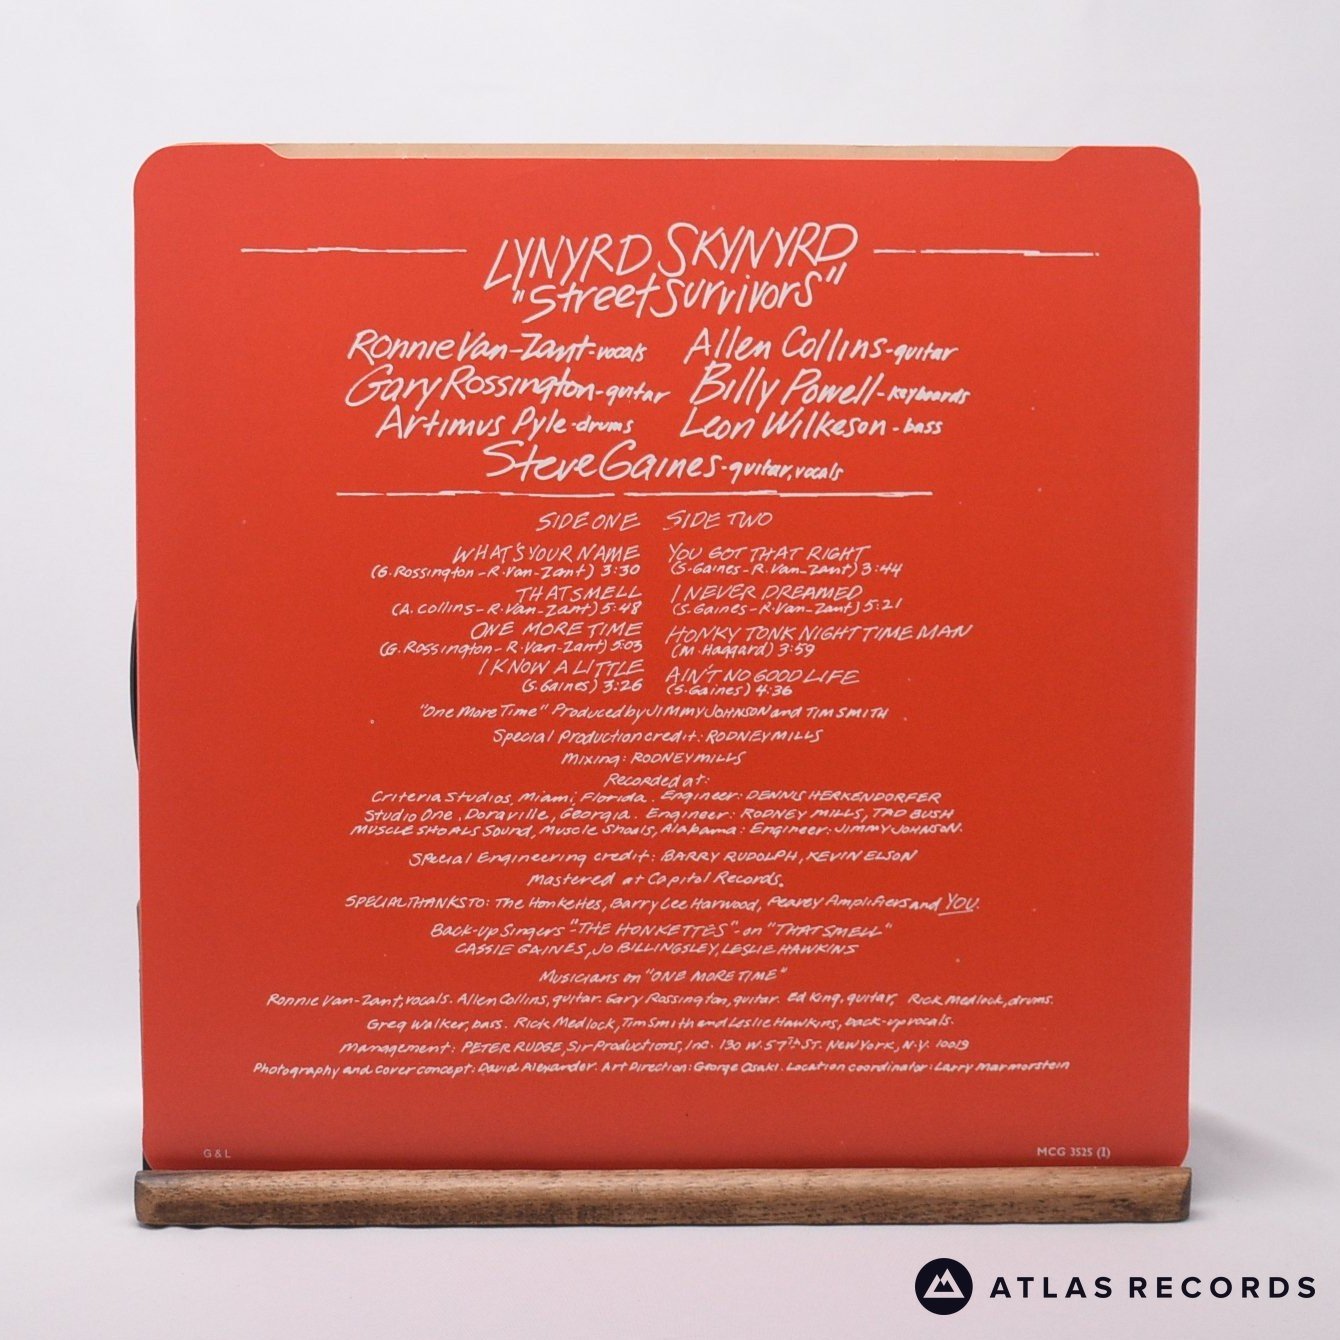 LYNYRD SKYNYRD
"Street Survivors"
Ronnie Van-Zant-vocals Allen Collins-guitar
Gary Rossington-guitar Billy Powell-keyboards
Artimus Pyle-drums Leon Wilkeson-bass
Steve Gaines-guitar, vocals
SIDE ONE SIDE TWO
WHAT'S YOUR NAME YOU GOT THAT RIGHT
(G. Rossington-R. Van-Zant) 3:30 (S. Gaines-R. Van-Zant) 3:44
THAT SMELL I NEVER DREAMED
(A. Collins-R. Van-Zant) 5:48 (S. Gaines-R. Van-Zant) 5:21
ONE MORE TIME HONKY TONK NIGHT TIME MAN
(G. Rossington-R. Van-Zant) 5:03 (M. Haggard) 3:59
I KNOW A LITTLE AIN'T NO GOOD LIFE
(S. Gaines) 3:26 (S. Gaines) 4:36
"One More Time" Produced by JIMMY JOHNSON and TIM SMITH
Special Production credit: RODNEY MILLS
Mixing: RODNEY MILLS
Recorded at:
Criteria Studios, Miami, Florida. Engineer: DENNIS HERKENDORFER
Studio One, Doraville, Georgia. Engineer: RODNEY MILLS, TAD BUSH
MUSCLE SHOALS Sound, Muscle Shoals, Alabama: Engineer: JIMMY JOHNSON.
Special Engineering credit: BARRY RUDOLPH, KEVIN ELSON
Mastered at Capitol Records.
SPECIAL THANKS TO: The Honkettes, Barry Lee Harwood, Peavey Amplifiers and YOU.
Back-up Singers "THE HONKETTES"-on "THAT SMELL"
CASSIE GAINES, JO BILLINGSLEY, LESLIE HAWKINS
Musicians on "ONE MORE TIME"
Ronnie Van-Zant, vocals. Allen Collins, guitar. Gary Rossington, guitar. Ed King, guitar, Rick Medlock, drums.
Greg Walker, bass. Rick Medlock, Tim Smith and Leslie Hawkins, back-up vocals.
Management: PETER RUDGE, Sir Productions, Inc. 130 W. 57th ST. New York, N.Y. 10019
Photography and cover concept: David Alexander. Art Direction: George Osaki. Location coordinator: Larry Marmorstein
G & L MCG 3525 (I)
ATLAS RECORDS